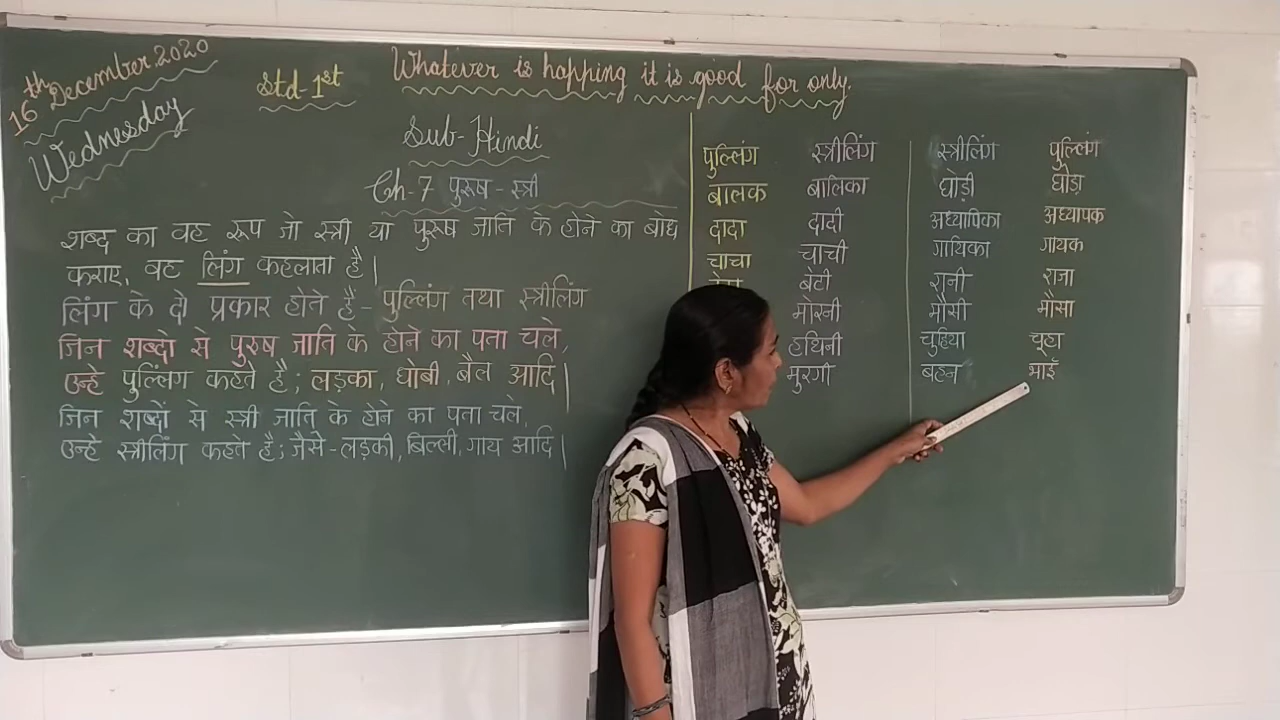 16th December 2020
Wednesday
Std-1st
Whatever is happing it is good for only.
Sub-Hindi
Ch-7 पुरुष-स्त्री
शब्द का वह रूप जो स्त्री या पुरुष जाति के होने का बोध
कराए, वह लिंग कहलाता है|
लिंग के दो प्रकार होते हैं- पुल्लिंग तथा स्त्रीलिंग
जिन शब्दो से पुरुष जाति के होने का पता चले,
उन्हे पुल्लिंग कहते है; लड़का, धोबी, बैल आदि|
जिन शब्दों से स्त्री जाति के होने का पता चले,
उन्हे स्त्रीलिंग कहते है; जैसे-लड़की, बिल्ली, गाय आदि|
पुल्लिंग स्त्रीलिंग
बालक बालिका
दादा दादी
चाचा चाची
बेटी
मोरनी
हथिनी
मुरगी
स्त्रीलिंग पुल्लिंग
घोड़ी घोड़ा
अध्यापिका अध्यापक
गायिका गायक
रानी राजा
मौसी मौसा
चुहिया चूहा
बहन भाई